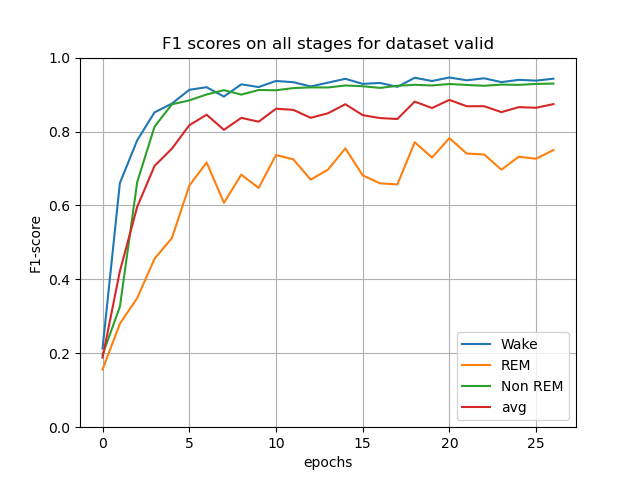 F1 scores on all stages for dataset valid
1.0
0.8
0.6
0.4
0.2
0.0
F1-score
0 5 10 15 20 25
epochs
Wake
REM
Non REM
avg